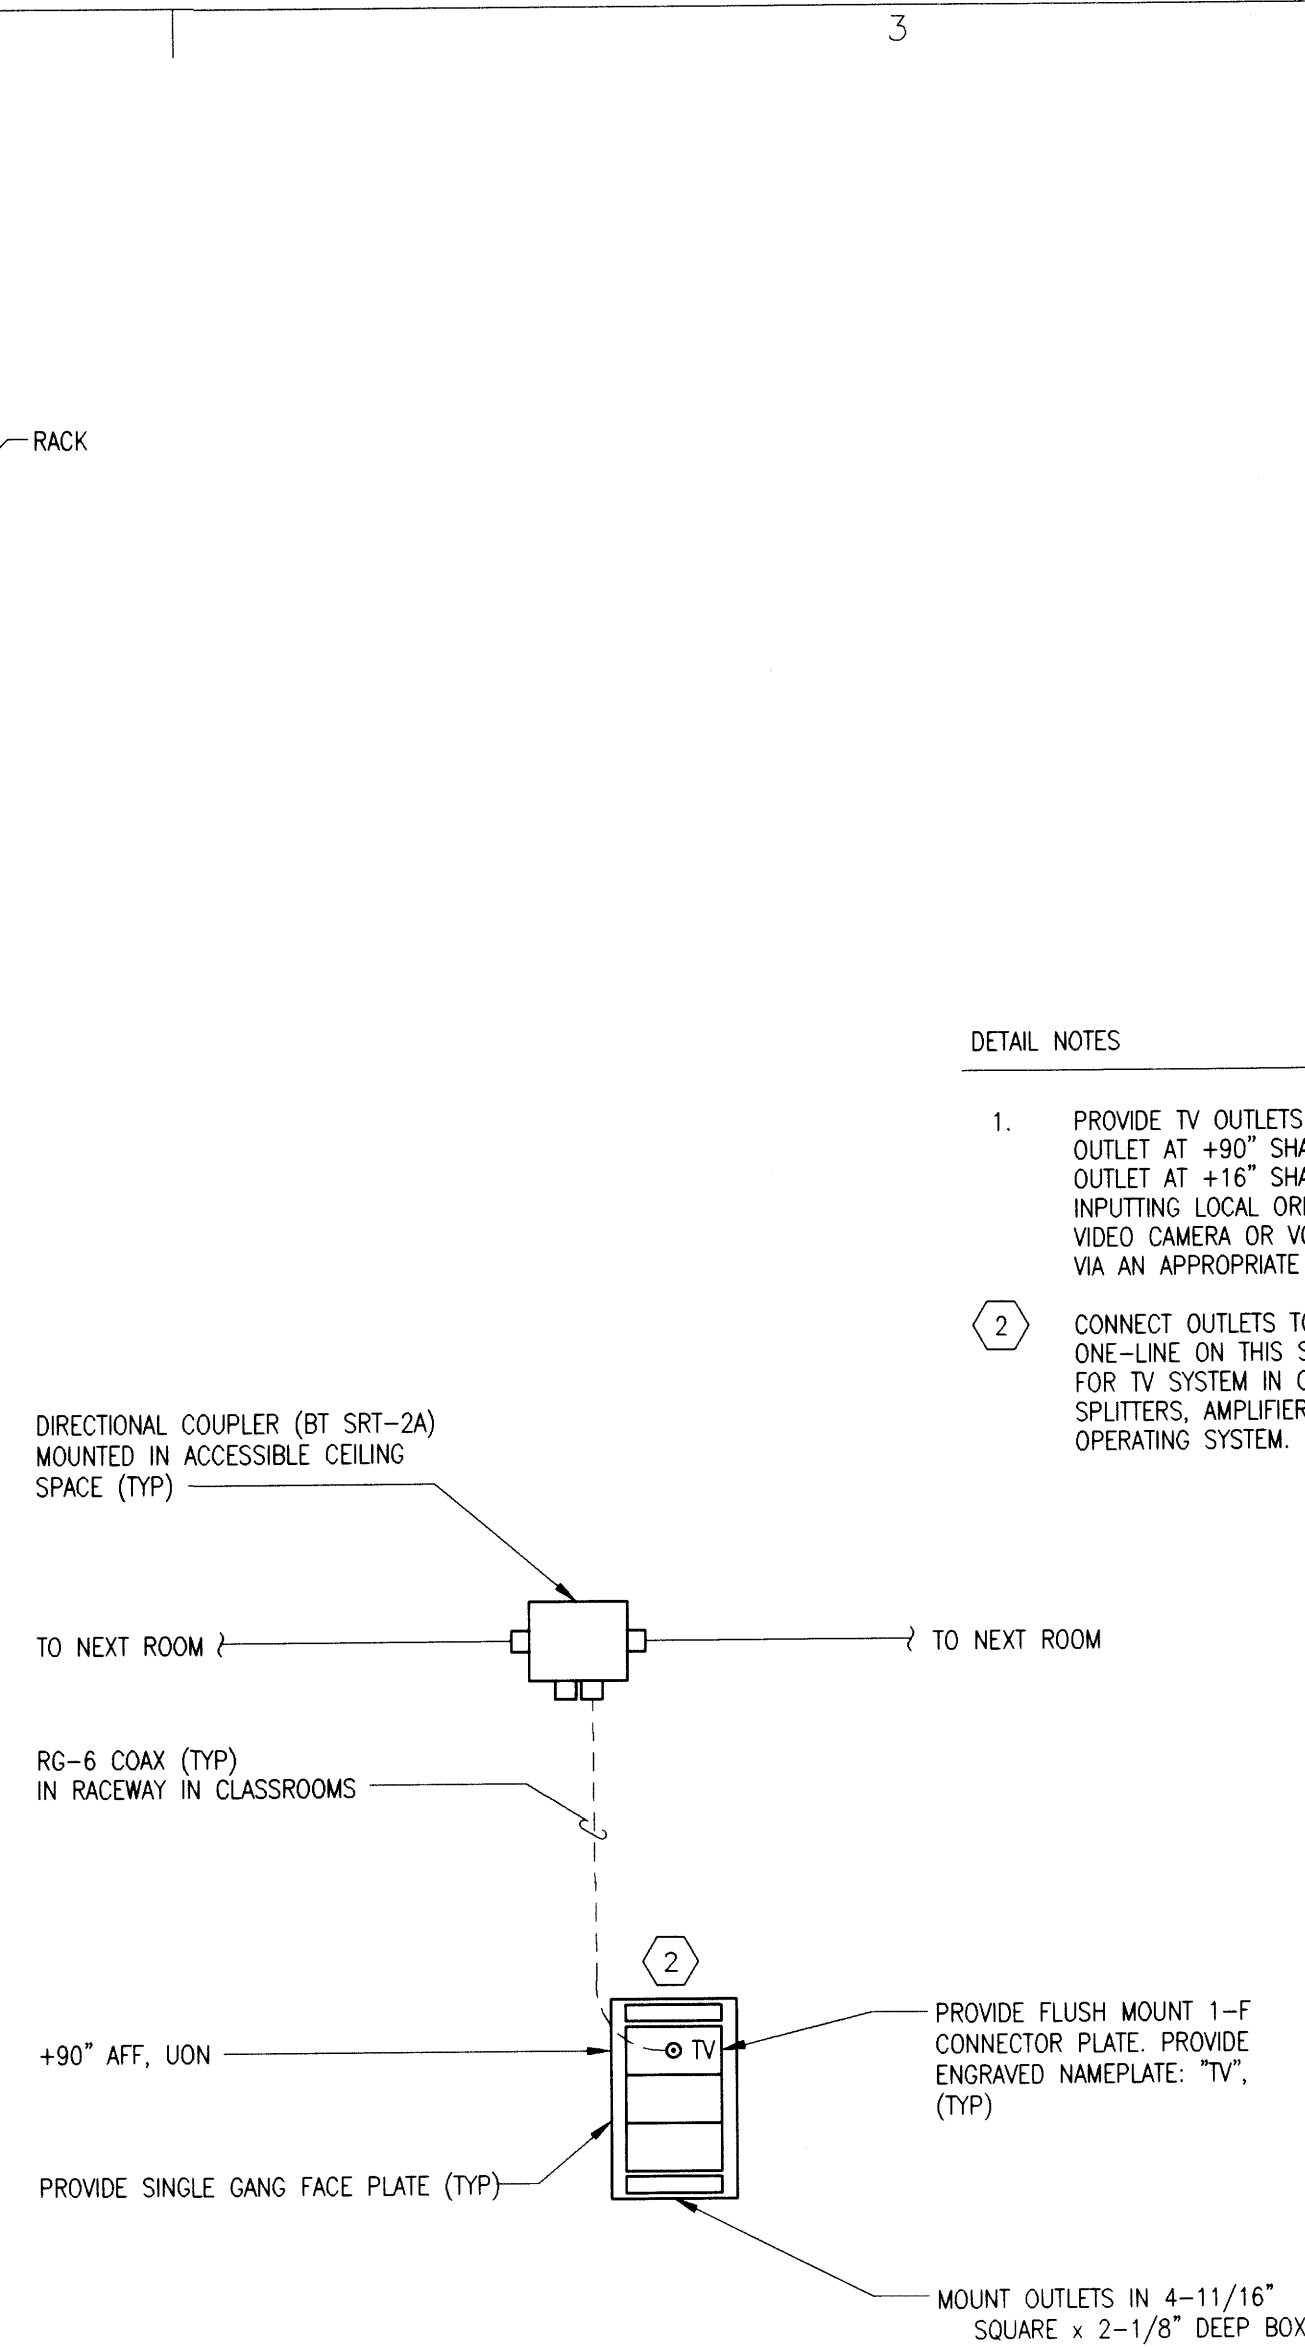 3
RACK
DETAIL NOTES
1. PROVIDE TV OUTLETS
OUTLET AT +90" SHA
OUTLET AT +16" SHA
INPUTTING LOCAL ORI
VIDEO CAMERA OR VC
VIA AN APPROPRIATE
2 CONNECT OUTLETS TO
ONE-LINE ON THIS S
FOR TV SYSTEM IN C
SPLITTERS, AMPLIFIER
OPERATING SYSTEM.
DIRECTIONAL COUPLER (BT SRT-2A)
MOUNTED IN ACCESSIBLE CEILING
SPACE (TYP)
TO NEXT ROOM
TO NEXT ROOM
RG-6 COAX (TYP)
IN RACEWAY IN CLASSROOMS
2
+90" AFF, UON
TV
PROVIDE FLUSH MOUNT 1-F
CONNECTOR PLATE. PROVIDE
ENGRAVED NAMEPLATE: "TV",
(TYP)
PROVIDE SINGLE GANG FACE PLATE (TYP)
MOUNT OUTLETS IN 4-11/16"
SQUARE x 2-1/8" DEEP BOX